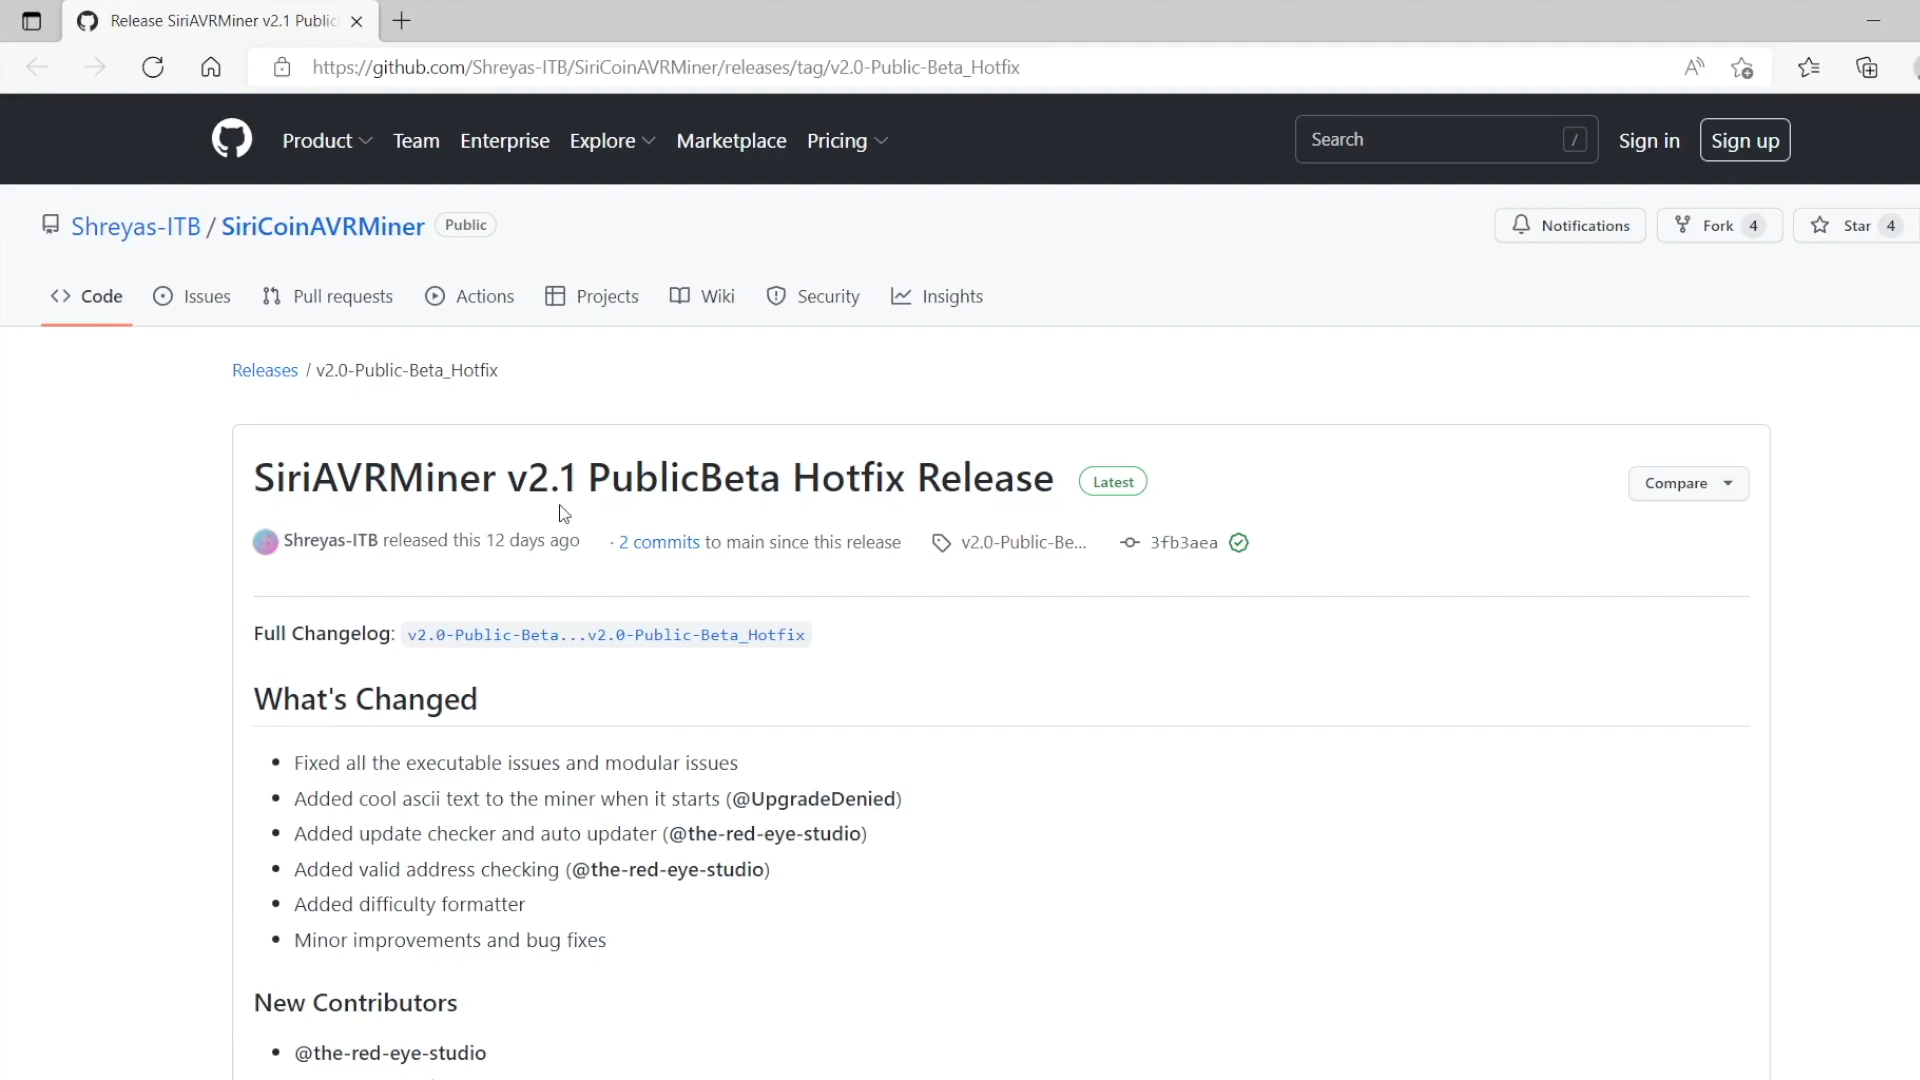 Release SiriAVRMiner v2.1 Public
https://github.com/Shreyas-ITB/SiriCoinAVRMiner/releases/tag/v2.0-Public-Beta_Hotfix
Product Team Enterprise Explore Marketplace Pricing Search / Sign in Sign up
Shreyas-ITB / SiriCoinAVRMiner Public Notifications Fork 4 Star 4
Code Issues Pull requests Actions Projects Wiki Security Insights
Releases / v2.0-Public-Beta_Hotfix
SiriAVRMiner v2.1 PublicBeta Hotfix Release Latest Compare
Shreyas-ITB released this 12 days ago · 2 commits to main since this release v2.0-Public-Be... 3fb3aea
Full Changelog: v2.0-Public-Beta...v2.0-Public-Beta_Hotfix
What's Changed
• Fixed all the executable issues and modular issues
• Added cool ascii text to the miner when it starts (@UpgradeDenied)
• Added update checker and auto updater (@the-red-eye-studio)
• Added valid address checking (@the-red-eye-studio)
• Added difficulty formatter
• Minor improvements and bug fixes
New Contributors
• @the-red-eye-studio